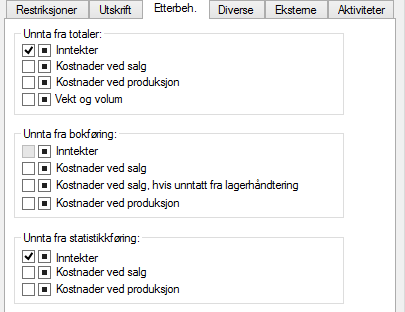 Restriksjoner Utskrift Etterbeh. Diverse Eksterne Aktiviteter
Unnta fra totaler:
Inntekter
Kostnader ved salg
Kostnader ved produksjon
Vekt og volum
Unnta fra bokføring:
Inntekter
Kostnader ved salg
Kostnader ved salg, hvis unntatt fra lagerhåndtering
Kostnader ved produksjon
Unnta fra statistikkføring:
Inntekter
Kostnader ved salg
Kostnader ved produksjon